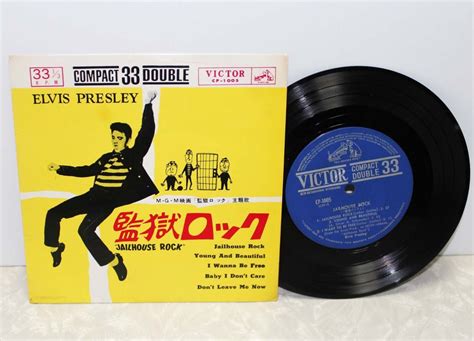 33 1/3
COMPACT 33 DOUBLE
VICTOR
CP-1005
ELVIS PRESLEY
M-G-M映画「監獄ロック」主題歌
監獄ロック
"JAILHOUSE ROCK"
Jailhouse Rock
Young And Beautiful
I Wanna Be Free
Baby I Don't Care
Don't Leave Me Now
VICTOR
COMPACT 33
DOUBLE
CP-1005
JAILHOUSE ROCK